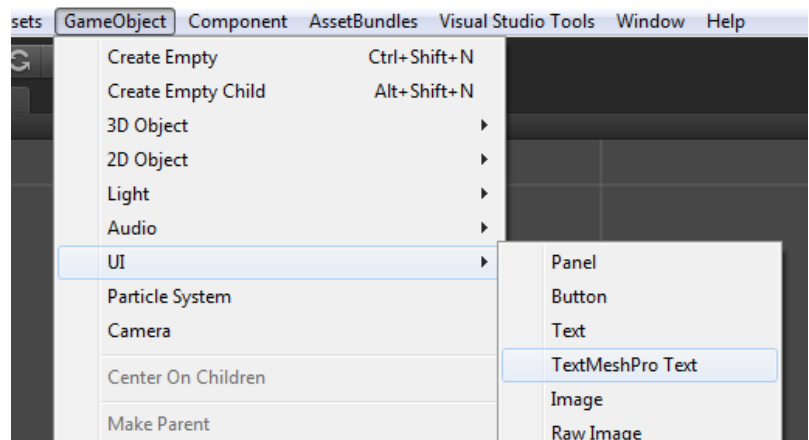 sets GameObject Component AssetBundles Visual Studio Tools Window Help
Create Empty Ctrl+Shift+N
Create Empty Child Alt+Shift+N
3D Object
2D Object
Light
Audio
UI
Particle System
Camera
Center On Children
Make Parent
Panel
Button
Text
TextMeshPro Text
Image
Raw Image